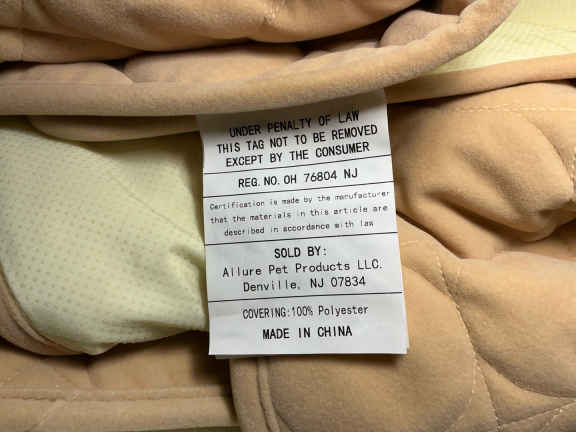 UNDER PENALTY OF LAW
THIS TAG NOT TO BE REMOVED
EXCEPT BY THE CONSUMER
REG.NO.OH 76804 NJ
Certification is made by the manufacturer
that the materials in this article are
described in accordance with law
SOLD BY:
Allure Pet Products LLC.
Denville, NJ 07834
COVERING:100% Polyester
MADE IN CHINA